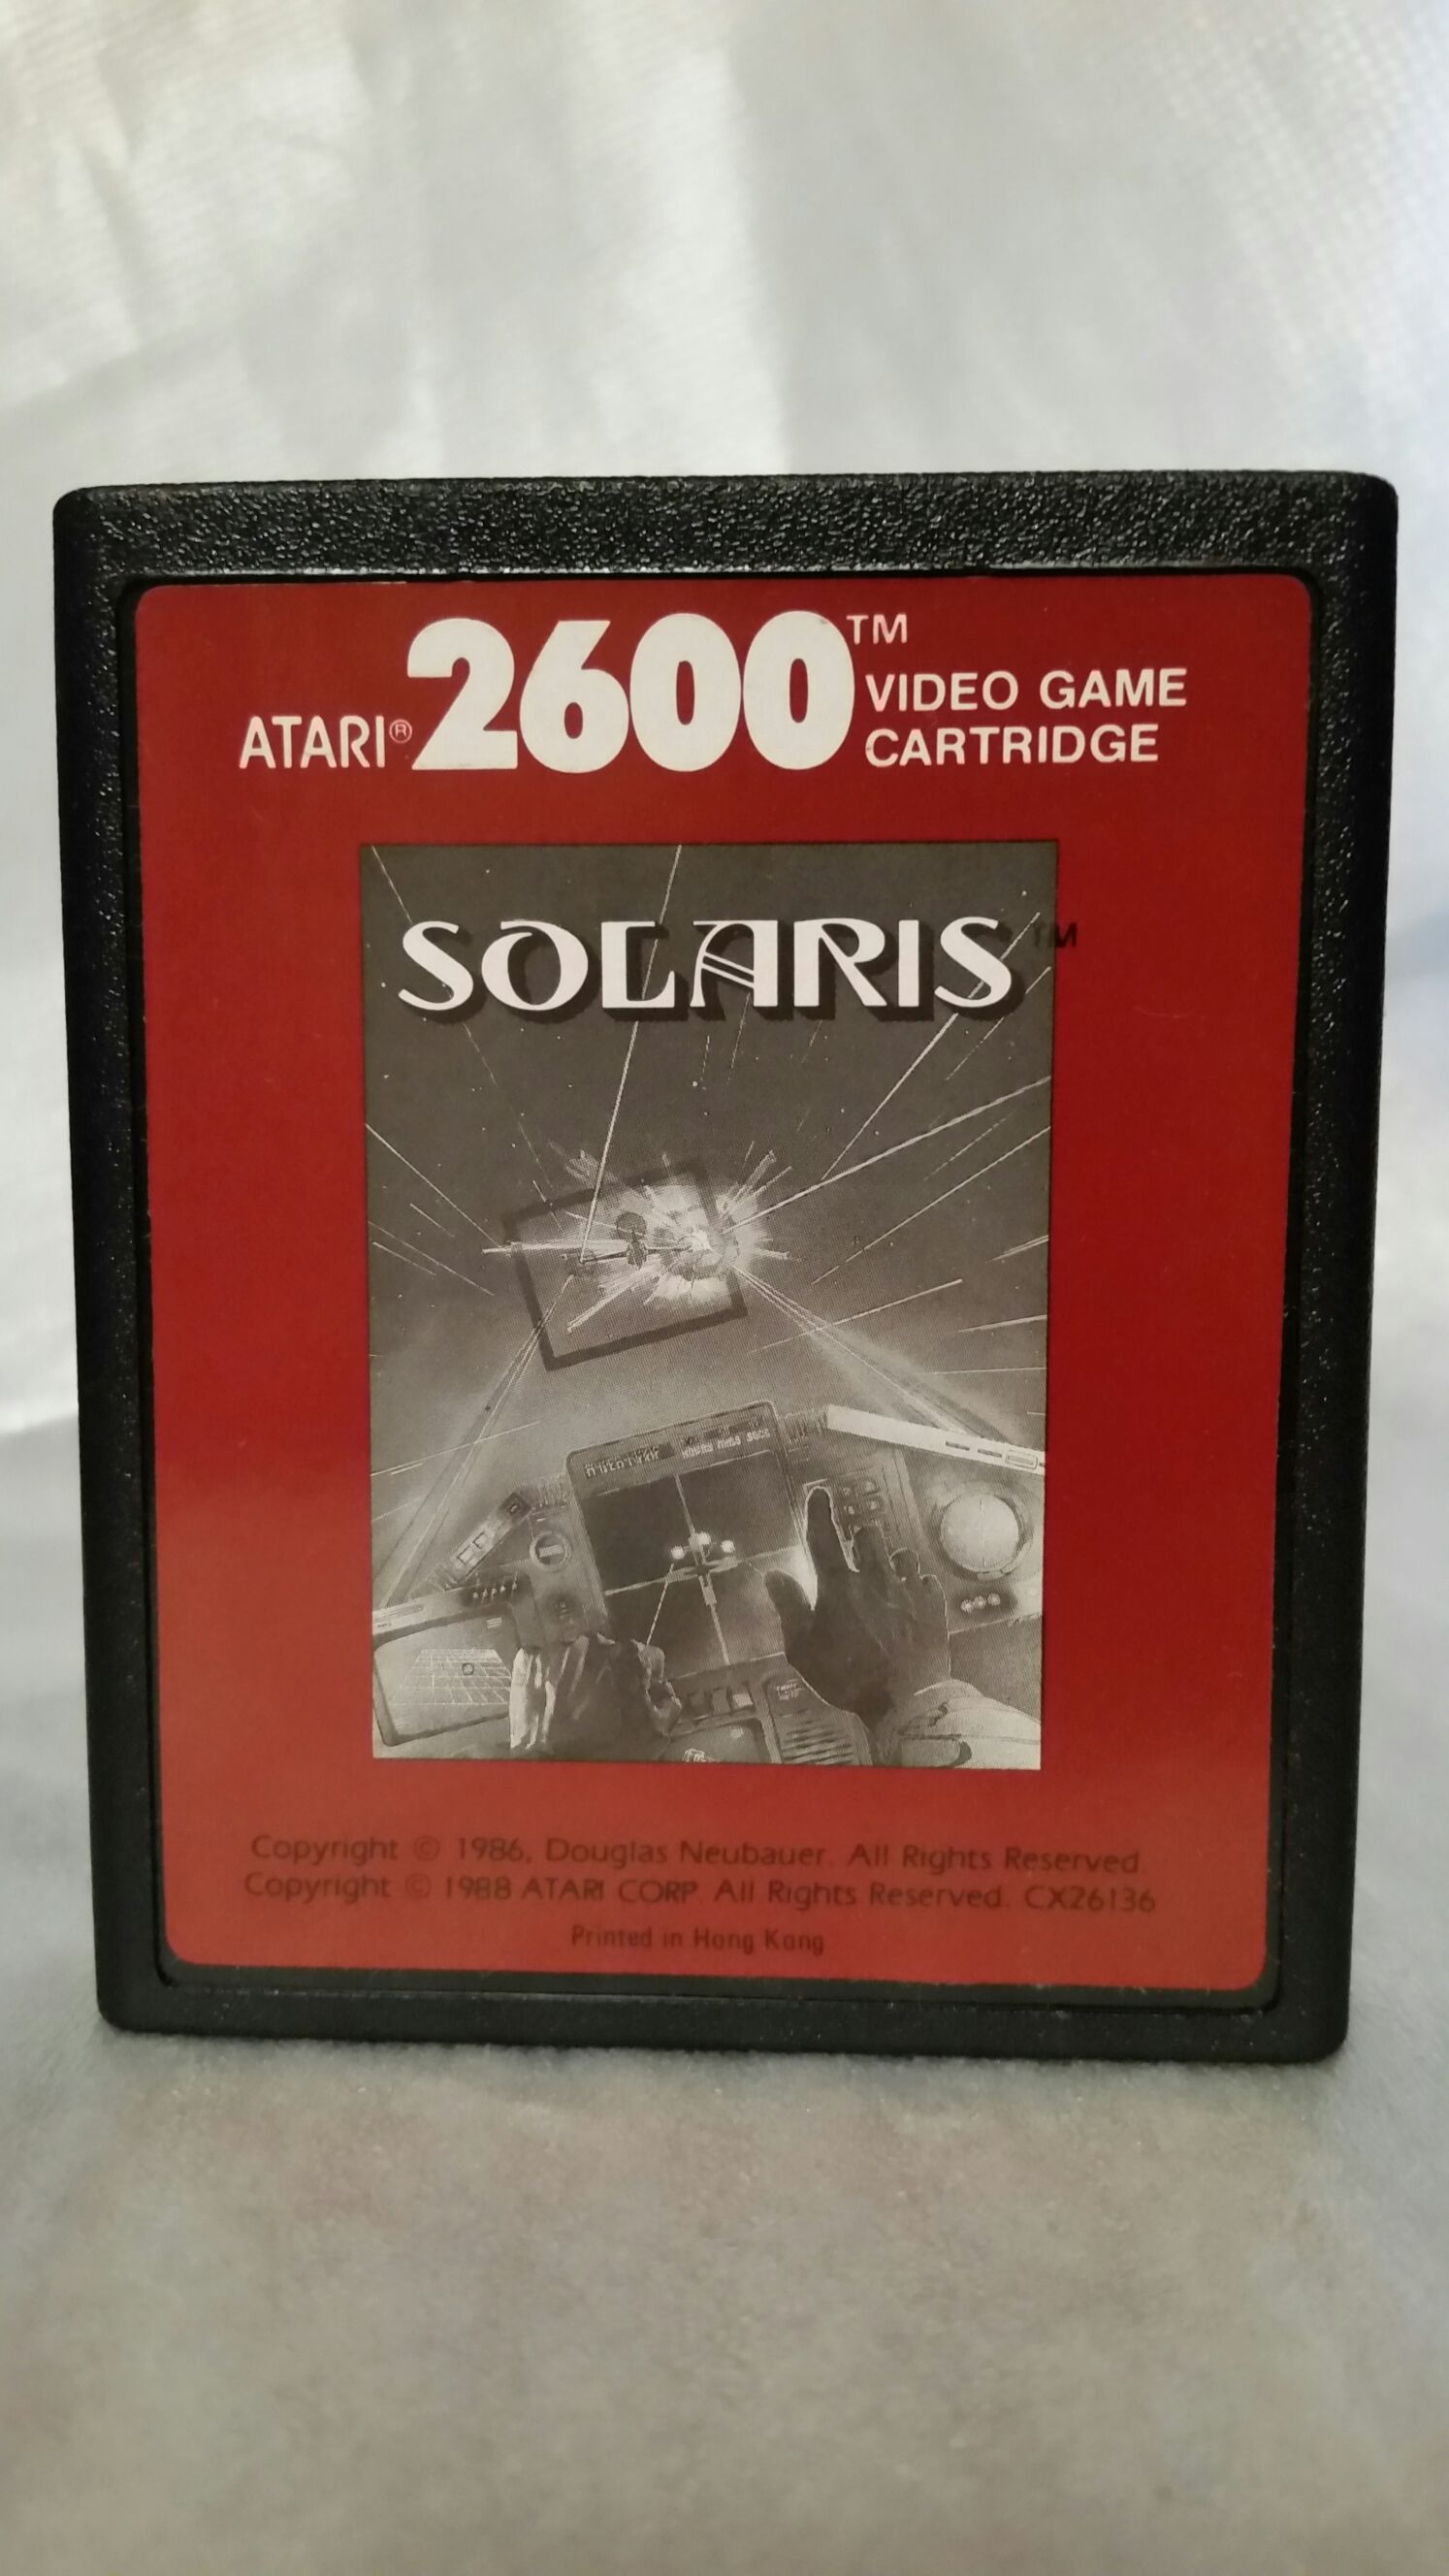 ATARI® 2600™ VIDEO GAME
CARTRIDGE
SOLARIS™
Copyright © 1986, Douglas Neubauer. All Rights Reserved.
Copyright © 1988 ATARI CORP. All Rights Reserved. CX26136
Printed in Hong Kong